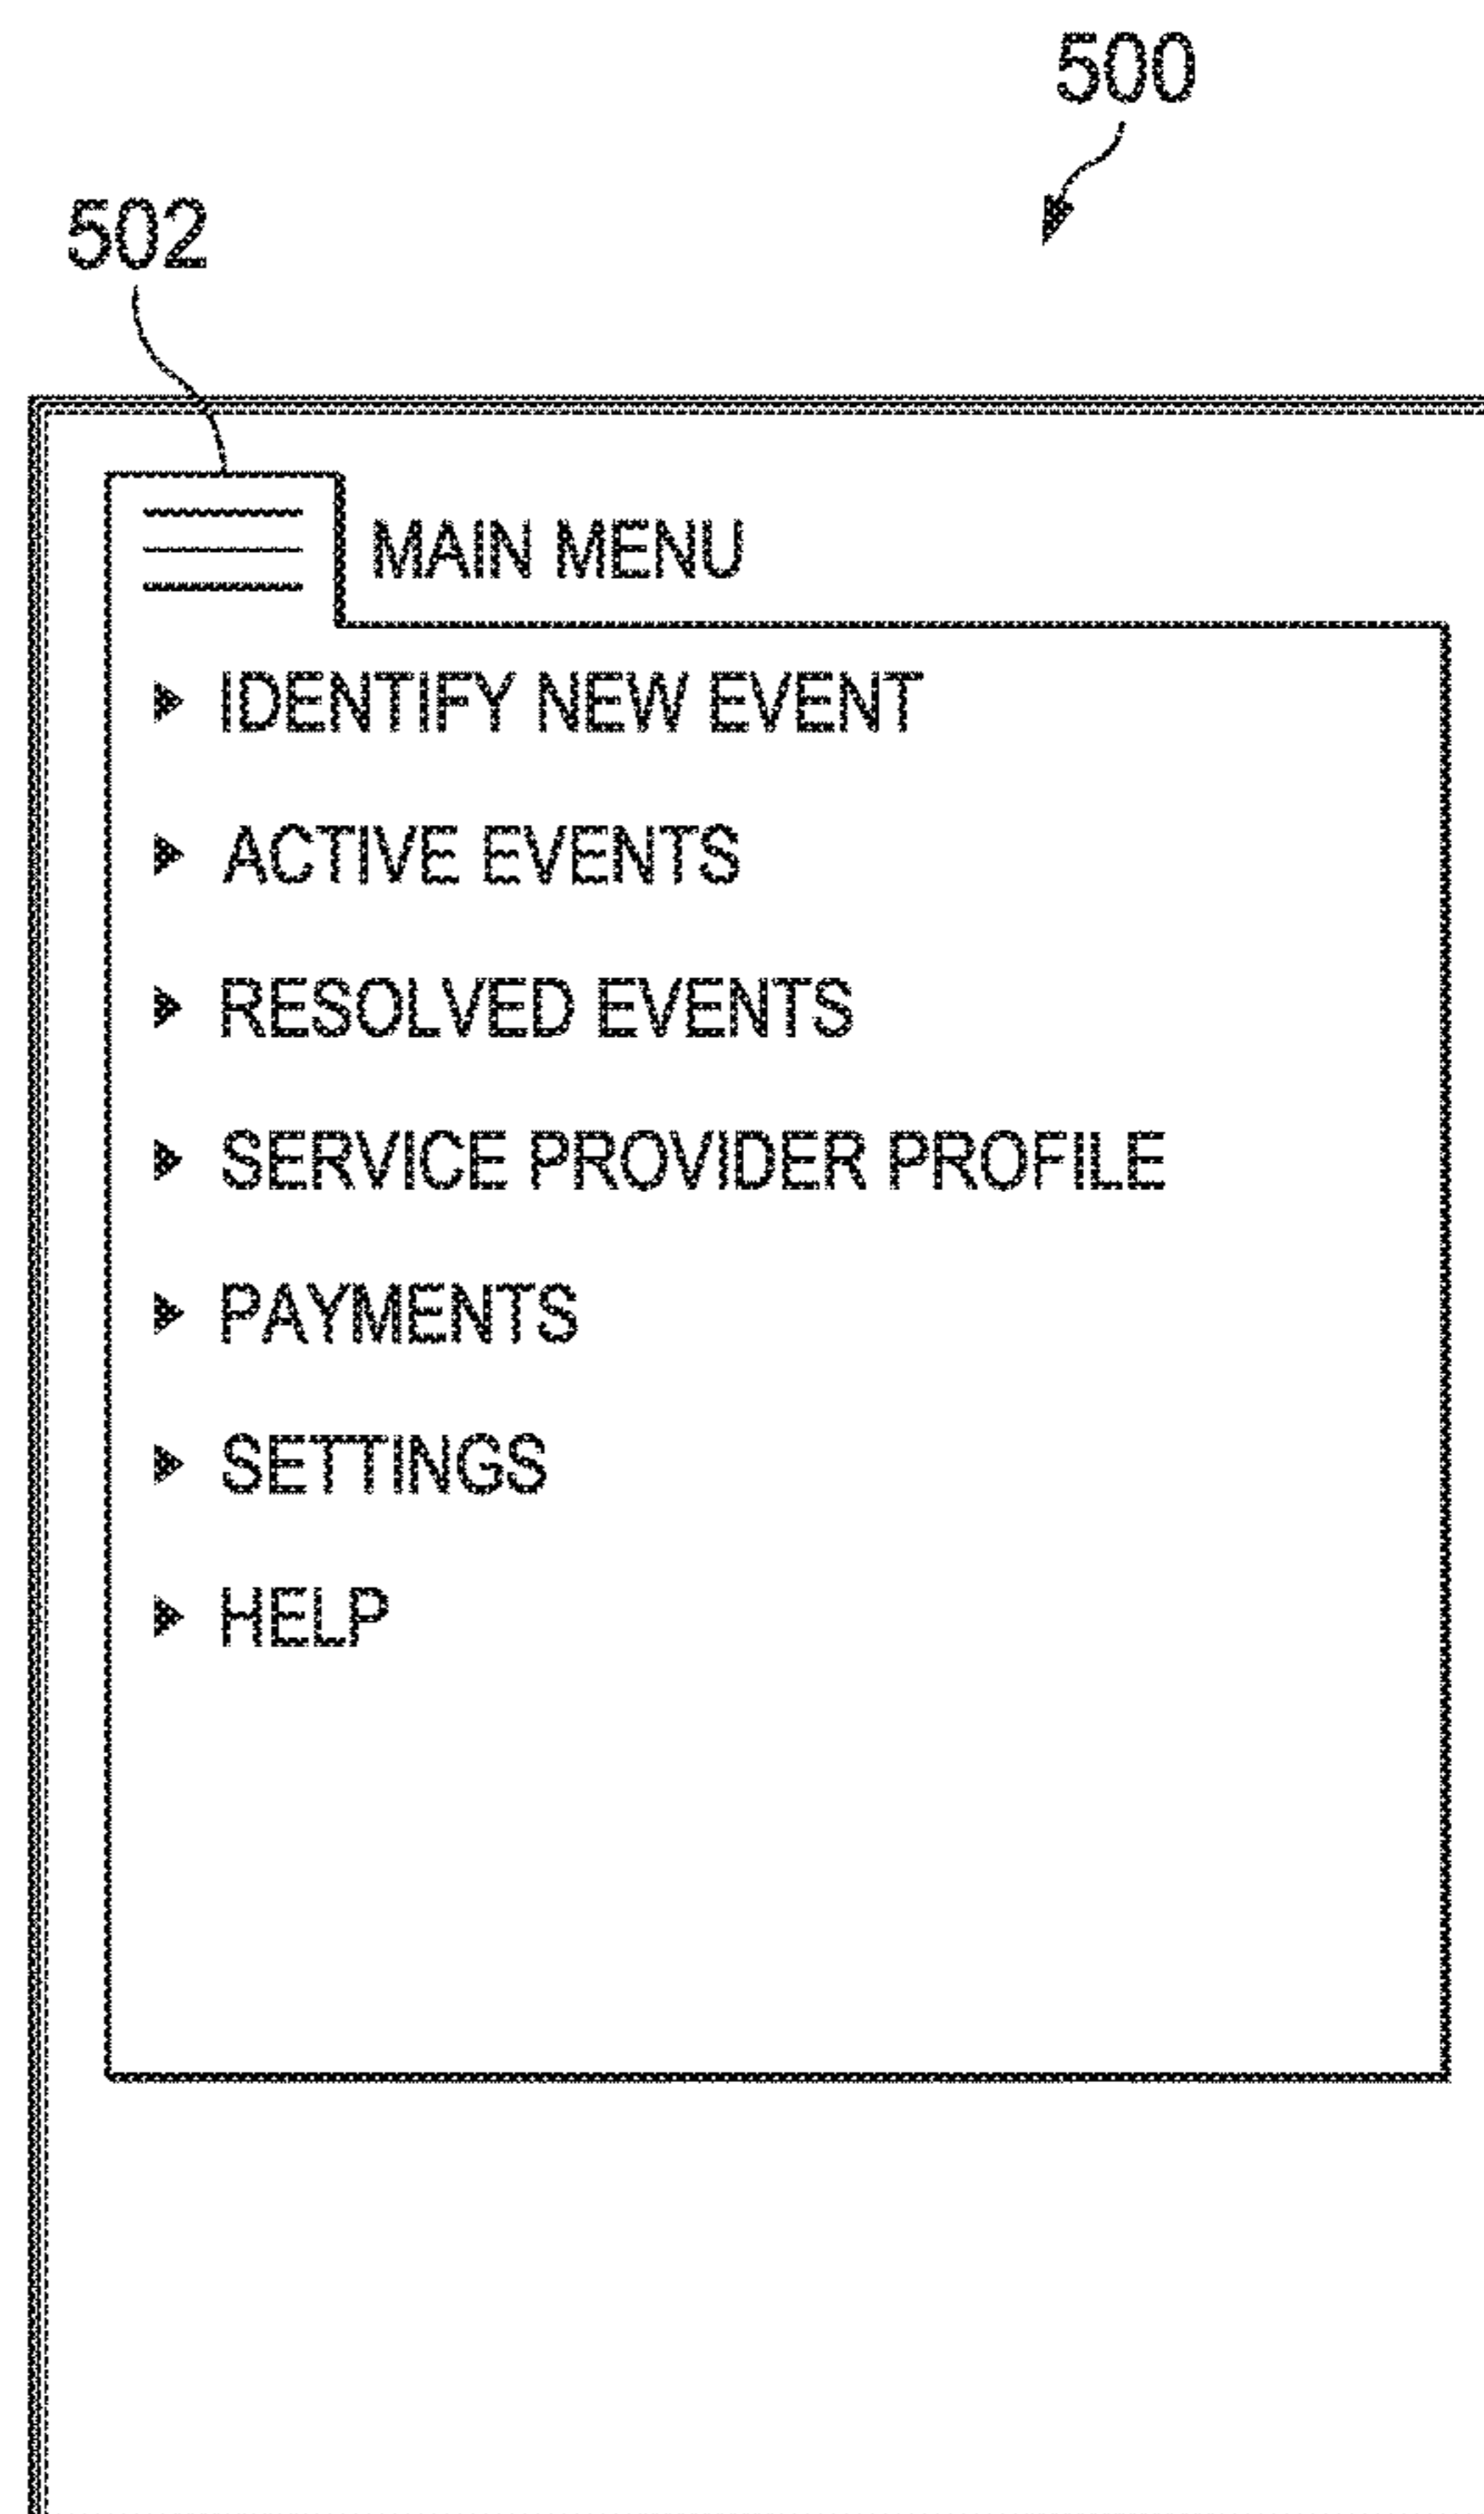 500
502
MAIN MENU
IDENTIFY NEW EVENT
ACTIVE EVENTS
RESOLVED EVENTS
SERVICE PROVIDER PROFILE
PAYMENTS
SETTINGS
HELP